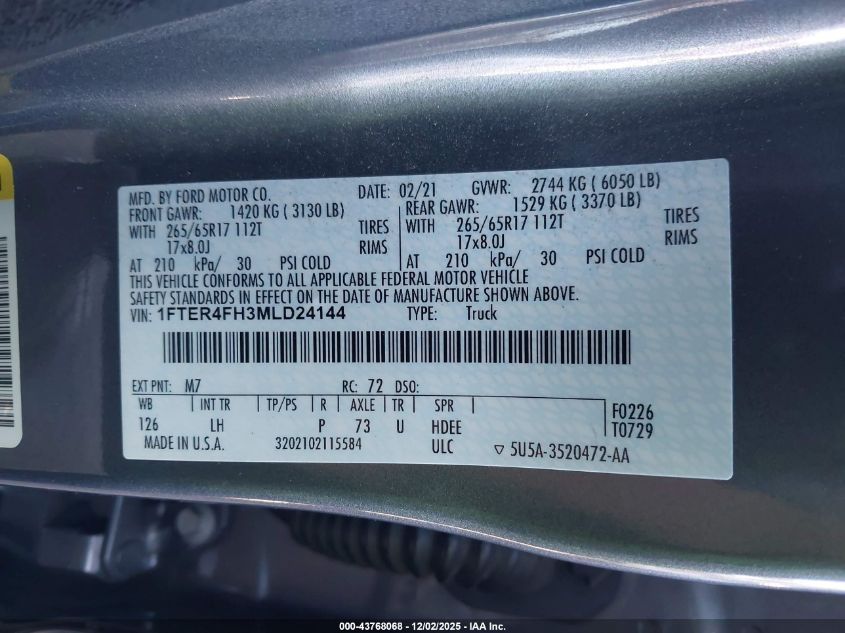 MFD. BY FORD MOTOR CO. DATE: 02/21 GVWR: 2744 KG ( 6050 LB)
FRONT GAWR: 1420 KG ( 3130 LB) REAR GAWR: 1529 KG ( 3370 LB)
WITH 265/65R17 112T TIRES WITH 265/65R17 112T TIRES
17x8.0J RIMS 17x8.0J RIMS
AT 210 kPa/ 30 PSI COLD AT 210 kPa/ 30 PSI COLD
THIS VEHICLE CONFORMS TO ALL APPLICABLE FEDERAL MOTOR VEHICLE
SAFETY STANDARDS IN EFFECT ON THE DATE OF MANUFACTURE SHOWN ABOVE.
VIN: 1FTER4FH3MLD24144 TYPE: Truck
EXT PNT: M7 RC: 72 DSO:
WB INT TR TP/PS R AXLE TR SPR F0226
126 LH P 73 U HDEE T0729
MADE IN U.S.A. 3202102115584 ULC ▽ 5U5A-3520472-AA
000-43768068 - 12/02/2025 - IAA Inc.